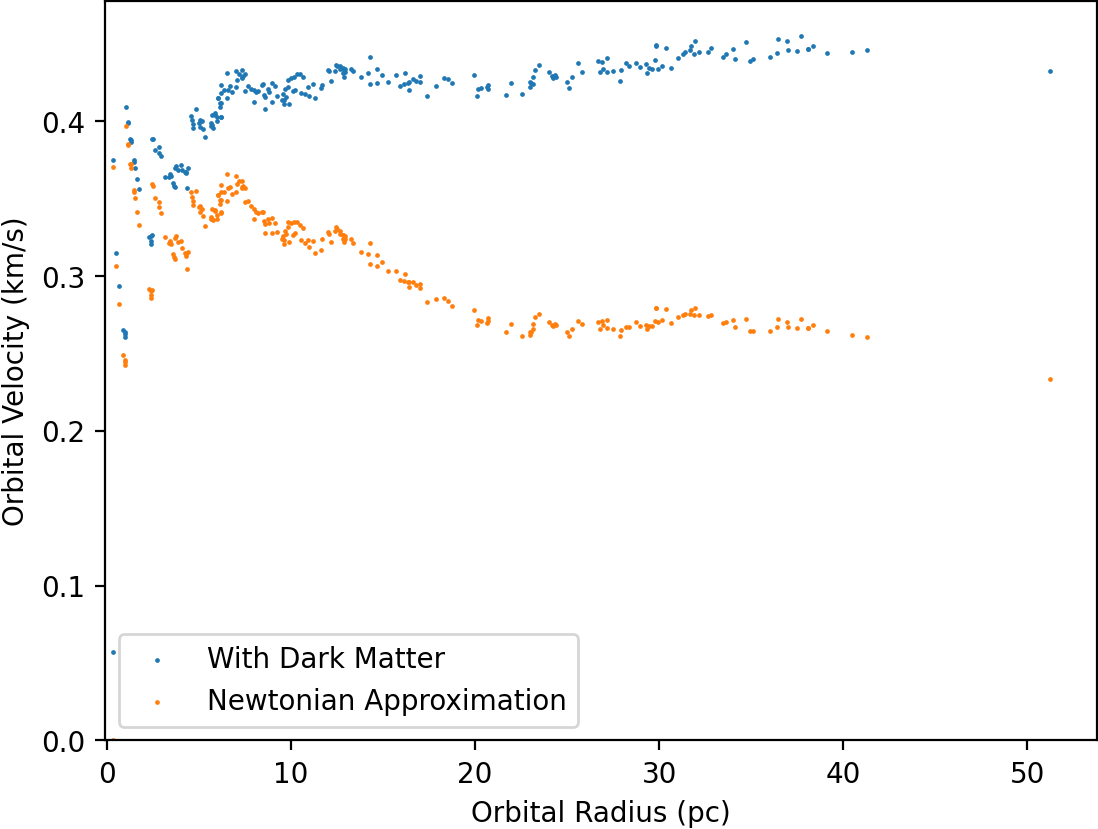 0.4
0.3
0.2
0.1
0.0
Orbital Velocity (km/s)
With Dark Matter
Newtonian Approximation
0 10 20 30 40 50
Orbital Radius (pc)